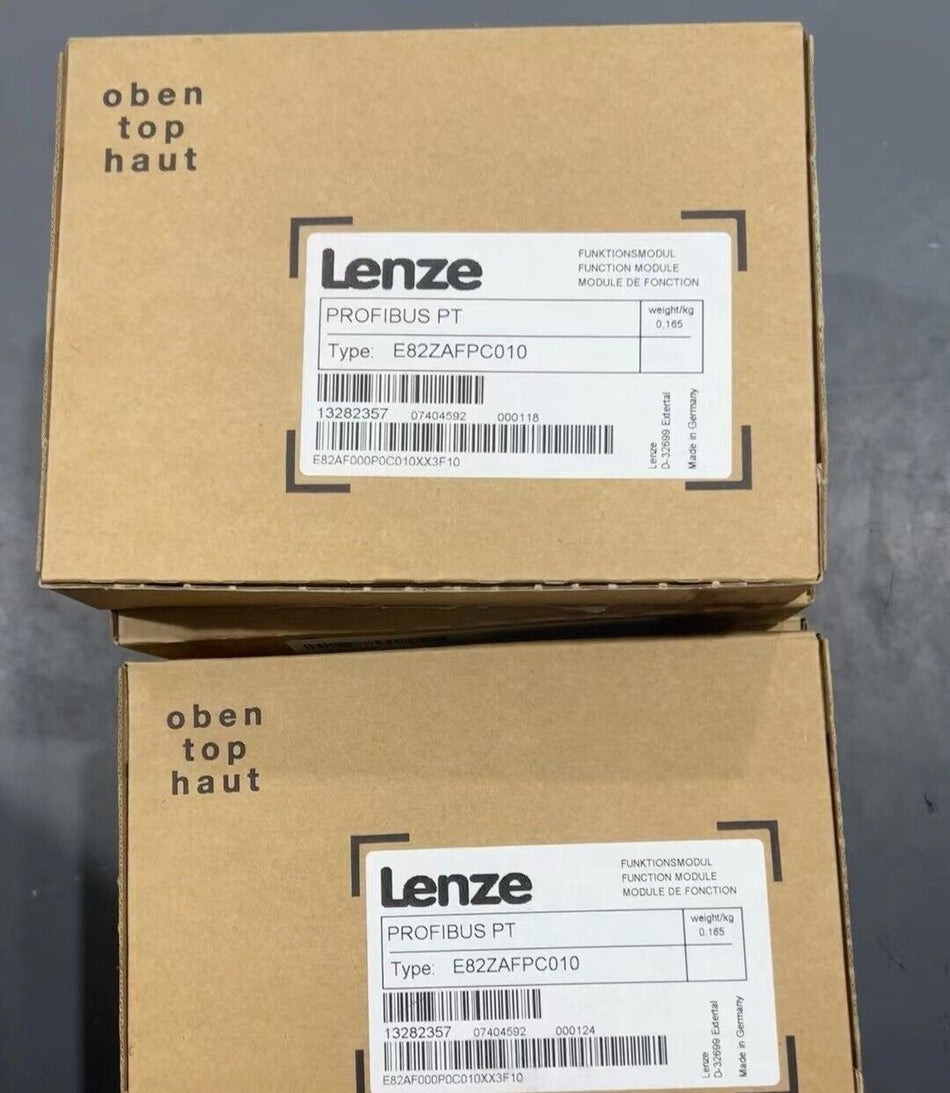 oben
top
haut
Lenze
FUNKTIONSMODUL
FUNCTION MODULE
MODULE DE FONCTION
PROFIBUS PT
weight/kg
0,165
Type: E82ZAFPC010
13282357 07404592 000118
E82AF000P0C010XX3F10
Lenze
D-32699 Extertal
Made in Germany
oben
top
haut
Lenze
FUNKTIONSMODUL
FUNCTION MODULE
MODULE DE FONCTION
PROFIBUS PT
weight/kg
0,165
Type: E82ZAFPC010
13282357 07404592 000124
E82AF000P0C010XX3F10
Lenze
D-32699 Extertal
Made in Germany